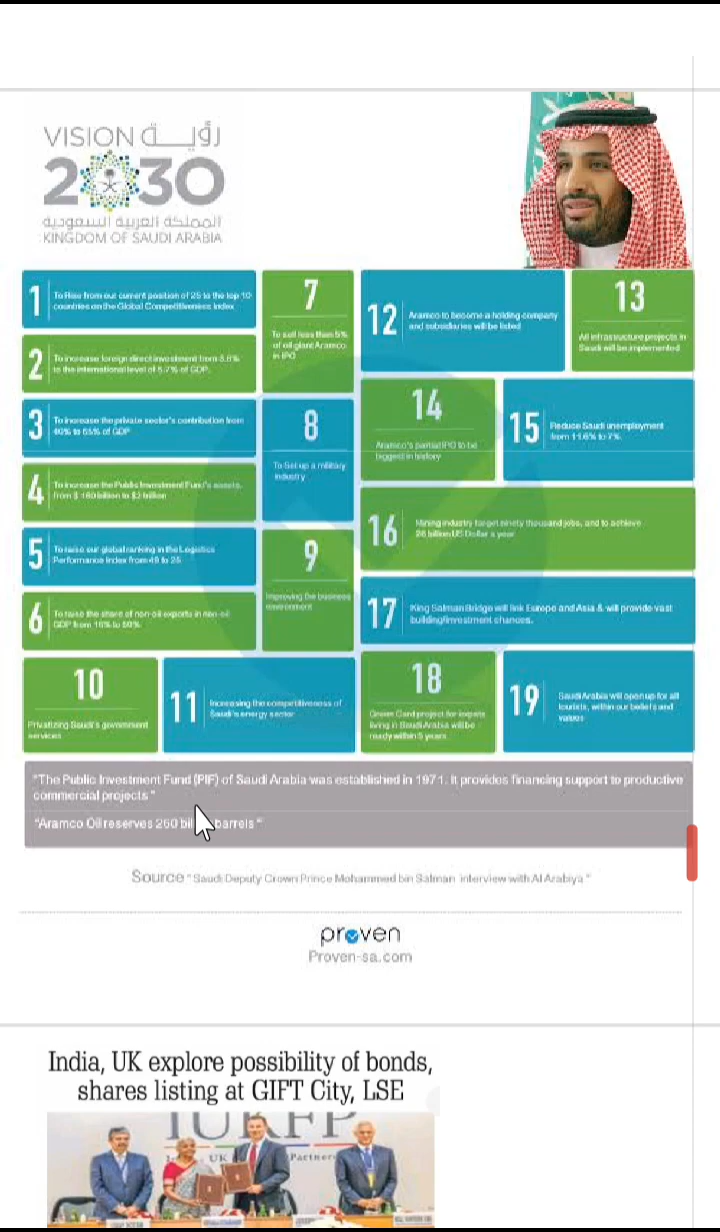 VISION رؤيـــة
2030
المملكة العربية السعودية
KINGDOM OF SAUDI ARABIA
1
To Rise from our current position of 25 to the top 10
countries on the Global Competitiveness Index
2
To increase foreign direct investment from 3.8%
to the international level of 5.7% of GDP.
3
To increase the private sector's contribution from
40% to 65% of GDP
4
To increase the Public Investment Fund's assets,
from $ 160 billion to $2 trillion
5
To raise our global ranking in the Logistics
Performance Index from 49 to 25
6
To raise the share of non-oil exports in non-oil
GDP from 16% to 50%
7
To sell less than 5%
of oil giant Aramco
in IPO
8
To Set up a military
industry
9
Improving the business
environment
10
Privatizing Saudi's government
services
11
Increasing the competitiveness of
Saudi's energy sector
12
Aramco to become a holding company
and subsidiaries will be listed
13
All infrastructure projects in
Saudi will be implemented
14
Aramco's partial IPO to be
biggest in history
15
Reduce Saudi unemployment
from 11.6% to 7%
16
Mining industry target ninety thousand jobs, and to achieve
26 billion US Dollar a year
17
King Salman Bridge will link Europe and Asia & will provide vast
building/investment chances.
18
Green Card project for expats
living in Saudi Arabia will be
ready within 5 years
19
Saudi Arabia will open up for all
tourists, within our beliefs and
values
"The Public Investment Fund (PIF) of Saudi Arabia was established in 1971. It provides financing support to productive
commercial projects "
"Aramco Oil reserves 260 barrels "
Source " Saudi Deputy Crown Prince Mohammed bin Salman interview with Al Arabiya "
proven
Proven-sa.com
India, UK explore possibility of bonds,
shares listing at GIFT City, LSE
UK Partner